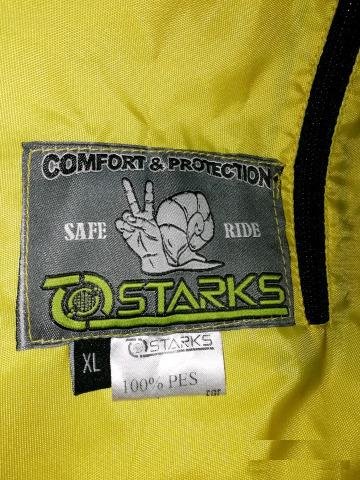 COMFORT & PROTECTION
SAFE RIDE
STARKS
XL
STARKS
100% PES